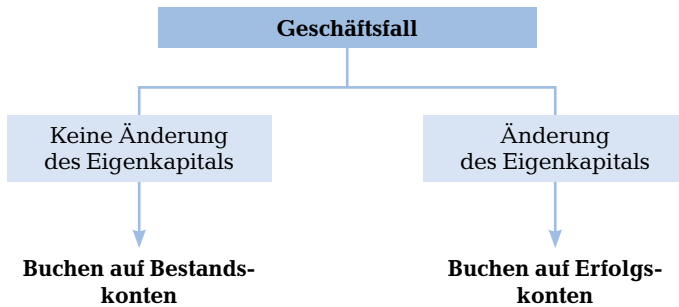 Geschäftsfall
Keine Änderung
des Eigenkapitals
Änderung
des Eigenkapitals
Buchen auf Bestands-
konten
Buchen auf Erfolgs-
konten